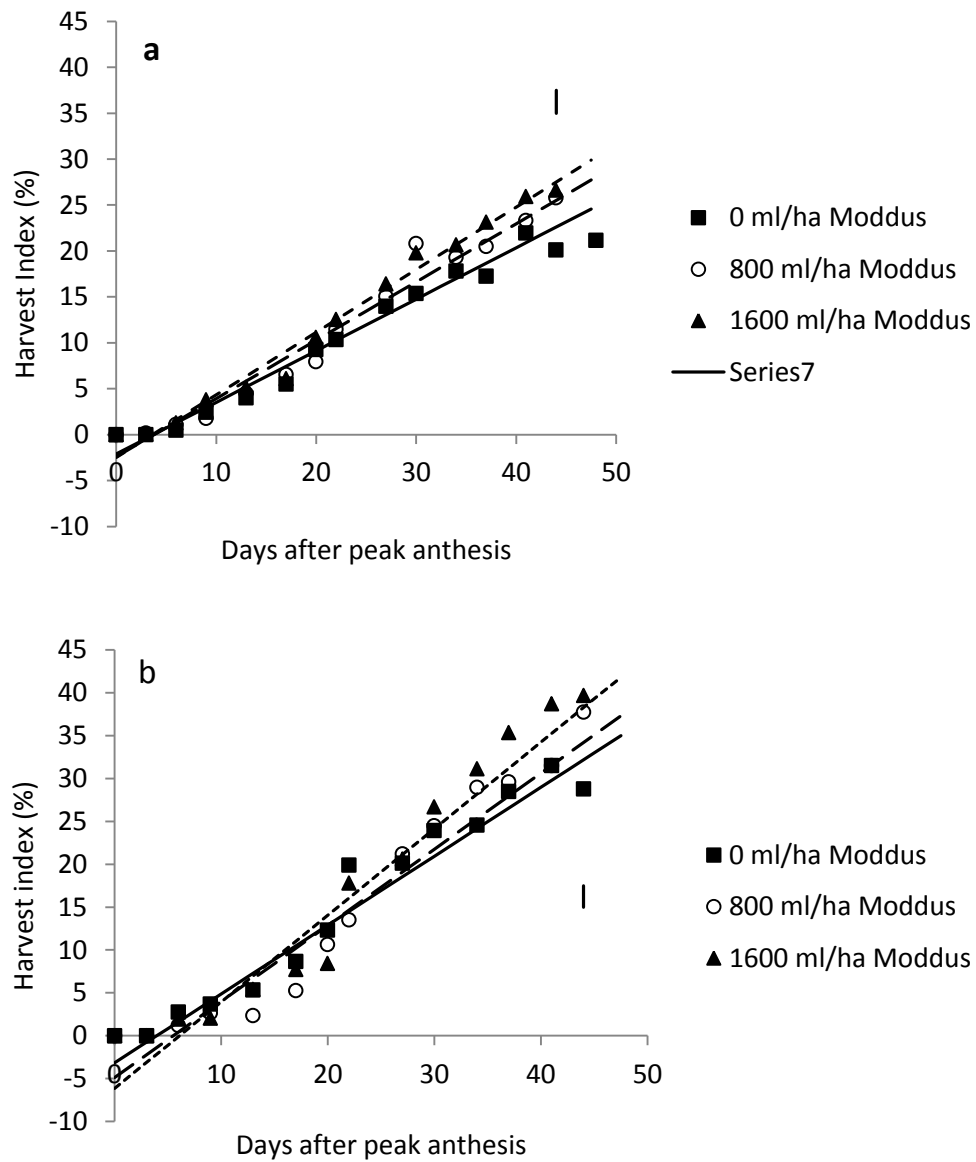 a
45
40
35
30
25
20
15
10
5
0
-5
-10
0 10 20 30 40 50
Harvest Index (%)
Days after peak anthesis
0 ml/ha Moddus
800 ml/ha Moddus
1600 ml/ha Moddus
Series7
b
45
40
35
30
25
20
15
10
5
0
-5
-10
0 10 20 30 40 50
Harvest index (%)
Days after peak anthesis
0 ml/ha Moddus
800 ml/ha Moddus
1600 ml/ha Moddus